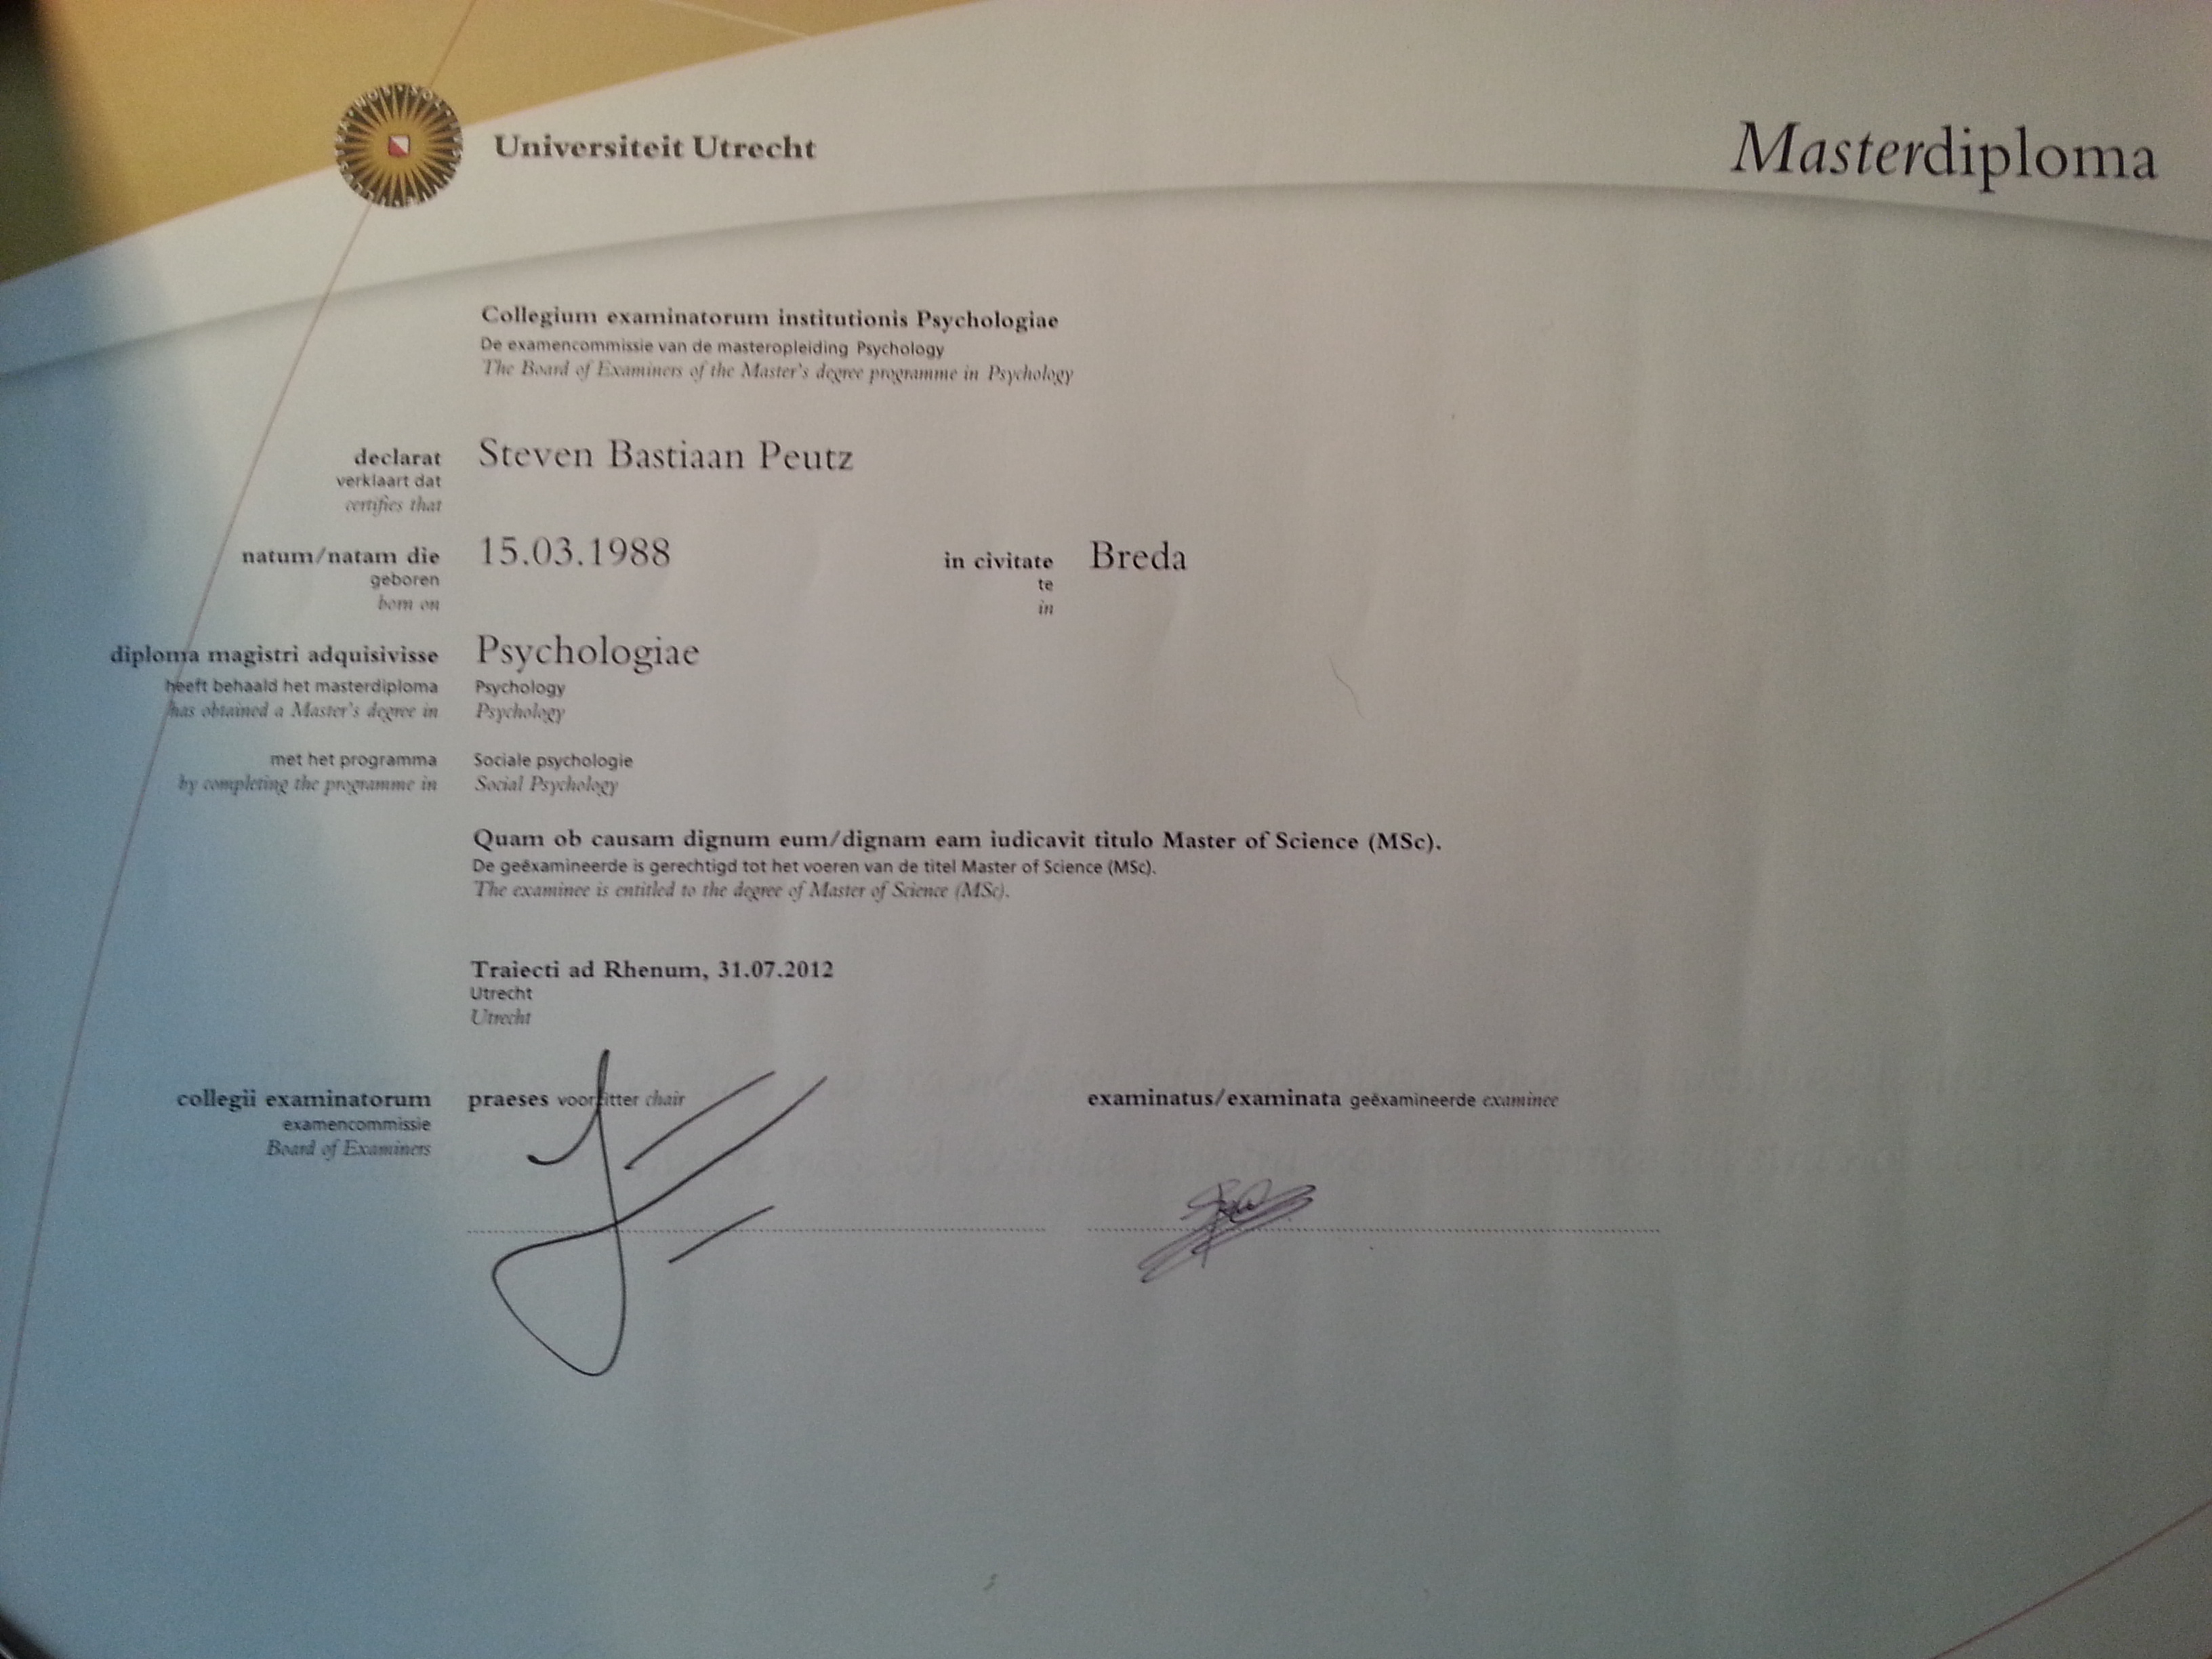 Universiteit Utrecht
Masterdiploma
Collegium examinatorum institutionis Psychologiae
De examencommissie van de masteropleiding Psychology
The Board of Examiners of the Master's degree programme in Psychology
declarat Steven Bastiaan Peutz
verklaart dat
certifies that
natum/natam die 15.03.1988 in civitate Breda
geboren te
born on in
diploma magistri adquisivisse Psychologiae
heeft behaald het masterdiploma Psychology
has obtained a Master's degree in Psychology
met het programma Sociale psychologie
by completing the programme in Social Psychology
Quam ob causam dignum eum/dignam eam iudicavit titulo Master of Science (MSc).
De geëxamineerde is gerechtigd tot het voeren van de titel Master of Science (MSc).
The examinee is entitled to the degree of Master of Science (MSc).
Traiecti ad Rhenum, 31.07.2012
Utrecht
Utrecht
collegii examinatorum praeses voorzitter chair examinatus/examinata geëxamineerde examinee
examencommissie
Board of Examiners